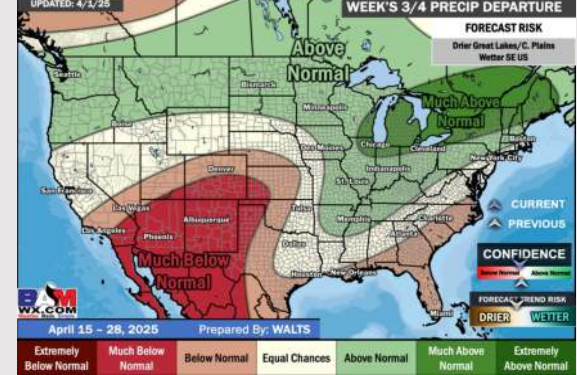 UPDATED: 4/1/25
WEEK'S 3/4 PRECIP DEPARTURE
FORECAST RISK
Drier Great Lakes/C. Plains
Wetter SE US
Above
Normal
Seattle
Bismarck
Minneapolis
Much Above
Normal
Boise
Chicago
Cleveland
Boston
New York City
Des Moines
Indianapolis
Denver
St. Louis
San Francisco
Las Vegas
Tulsa
Memphis
Charlotte
CURRENT
PREVIOUS
Los Angeles
Phoenix
Albuquerque
Atlanta
Dallas
Much Below
Normal
Houston
New Orleans
CONFIDENCE
Below Normal
Above Normal
FORECAST TREND RISK
DRIER
WETTER
Miami
BAM
WX.COM
April 15 – 28, 2025
Prepared By: WALTS
Extremely
Below Normal
Much Below
Normal
Below Normal
Equal Chances
Above Normal
Much Above
Normal
Extremely
Above Normal